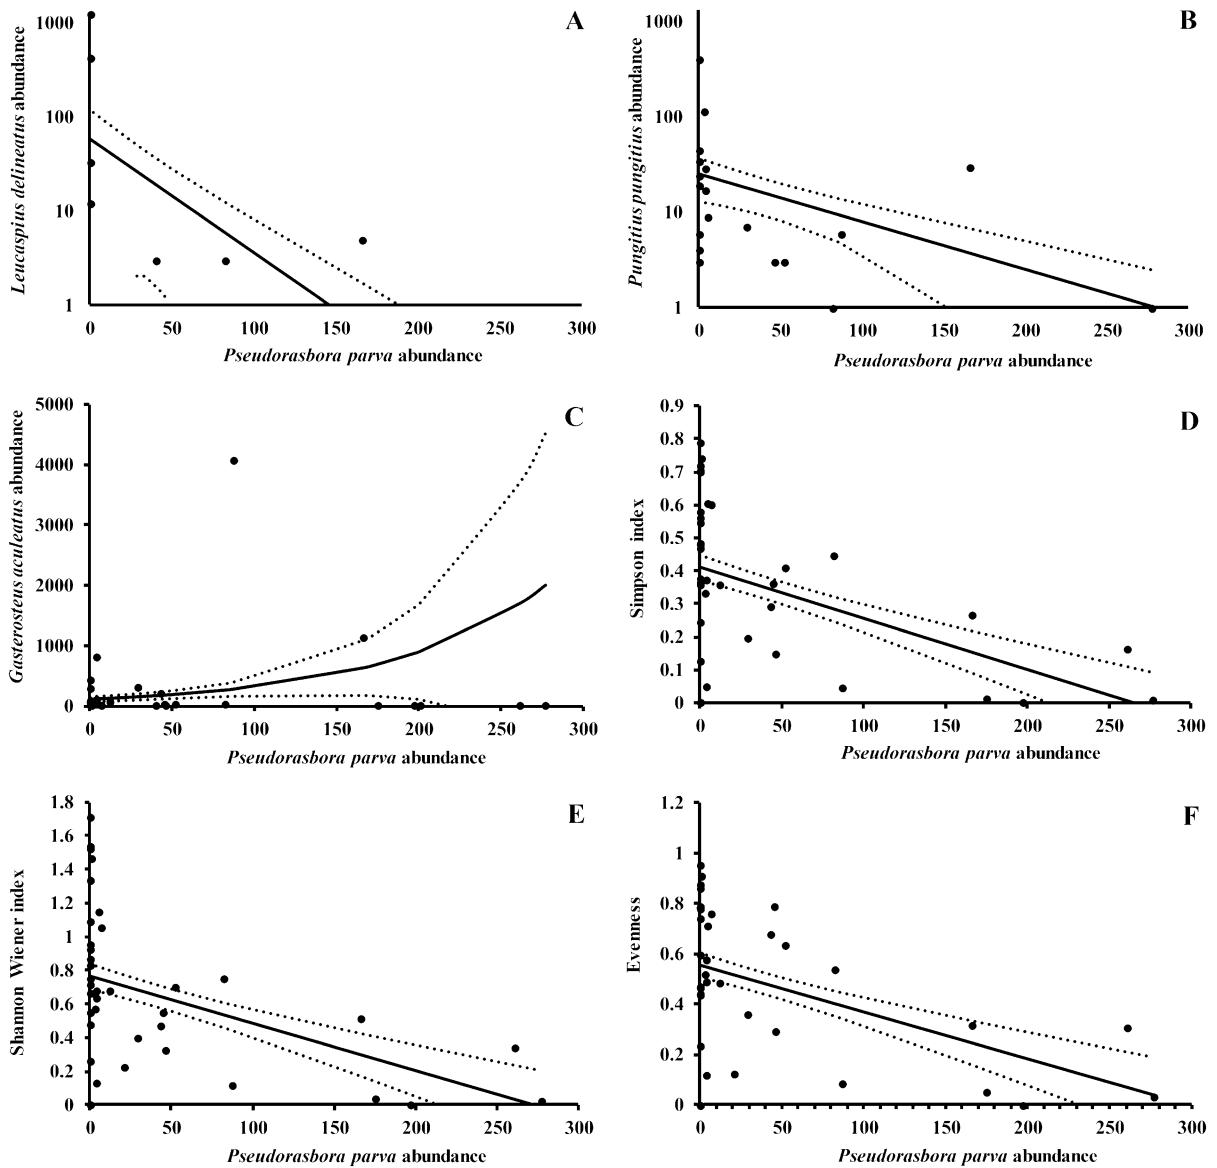 A
Leucaspius delineatus abundance
1000
100
10
1
0 50 100 150 200 250 300
Pseudorasbora parva abundance
B
Pungitius pungitius abundance
1000
100
10
1
0 50 100 150 200 250 300
Pseudorasbora parva abundance
C
Gasterosteus aculeatus abundance
5000
4000
3000
2000
1000
0
0 50 100 150 200 250 300
Pseudorasbora parva abundance
D
Simpson index
0.9
0.8
0.7
0.6
0.5
0.4
0.3
0.2
0.1
0
0 50 100 150 200 250 300
Pseudorasbora parva abundance
E
Shannon Wiener index
1.8
1.6
1.4
1.2
1
0.8
0.6
0.4
0.2
0
0 50 100 150 200 250 300
Pseudorasbora parva abundance
F
Evenness
1.2
1
0.8
0.6
0.4
0.2
0
0 50 100 150 200 250 300
Pseudorasbora parva abundance